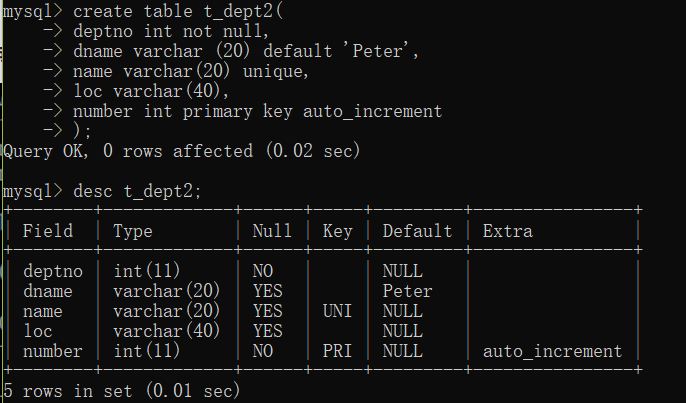 mysql> create table t_dept2(
    -> deptno int not null,
    -> dname varchar (20) default 'Peter',
    -> name varchar(20) unique,
    -> loc varchar(40),
    -> number int primary key auto_increment
    -> );
Query OK, 0 rows affected (0.02 sec)
mysql> desc t_dept2;
+--------+-------------+------+-----+---------+----------------+
| Field  | Type        | Null | Key | Default | Extra          |
+--------+-------------+------+-----+---------+----------------+
| deptno | int(11)     | NO   |     | NULL    |                |
| dname  | varchar(20) | YES  |     | Peter   |                |
| name   | varchar(20) | YES  | UNI | NULL    |                |
| loc    | varchar(40) | YES  |     | NULL    |                |
| number | int(11)     | NO   | PRI | NULL    | auto_increment |
+--------+-------------+------+-----+---------+----------------+
5 rows in set (0.01 sec)